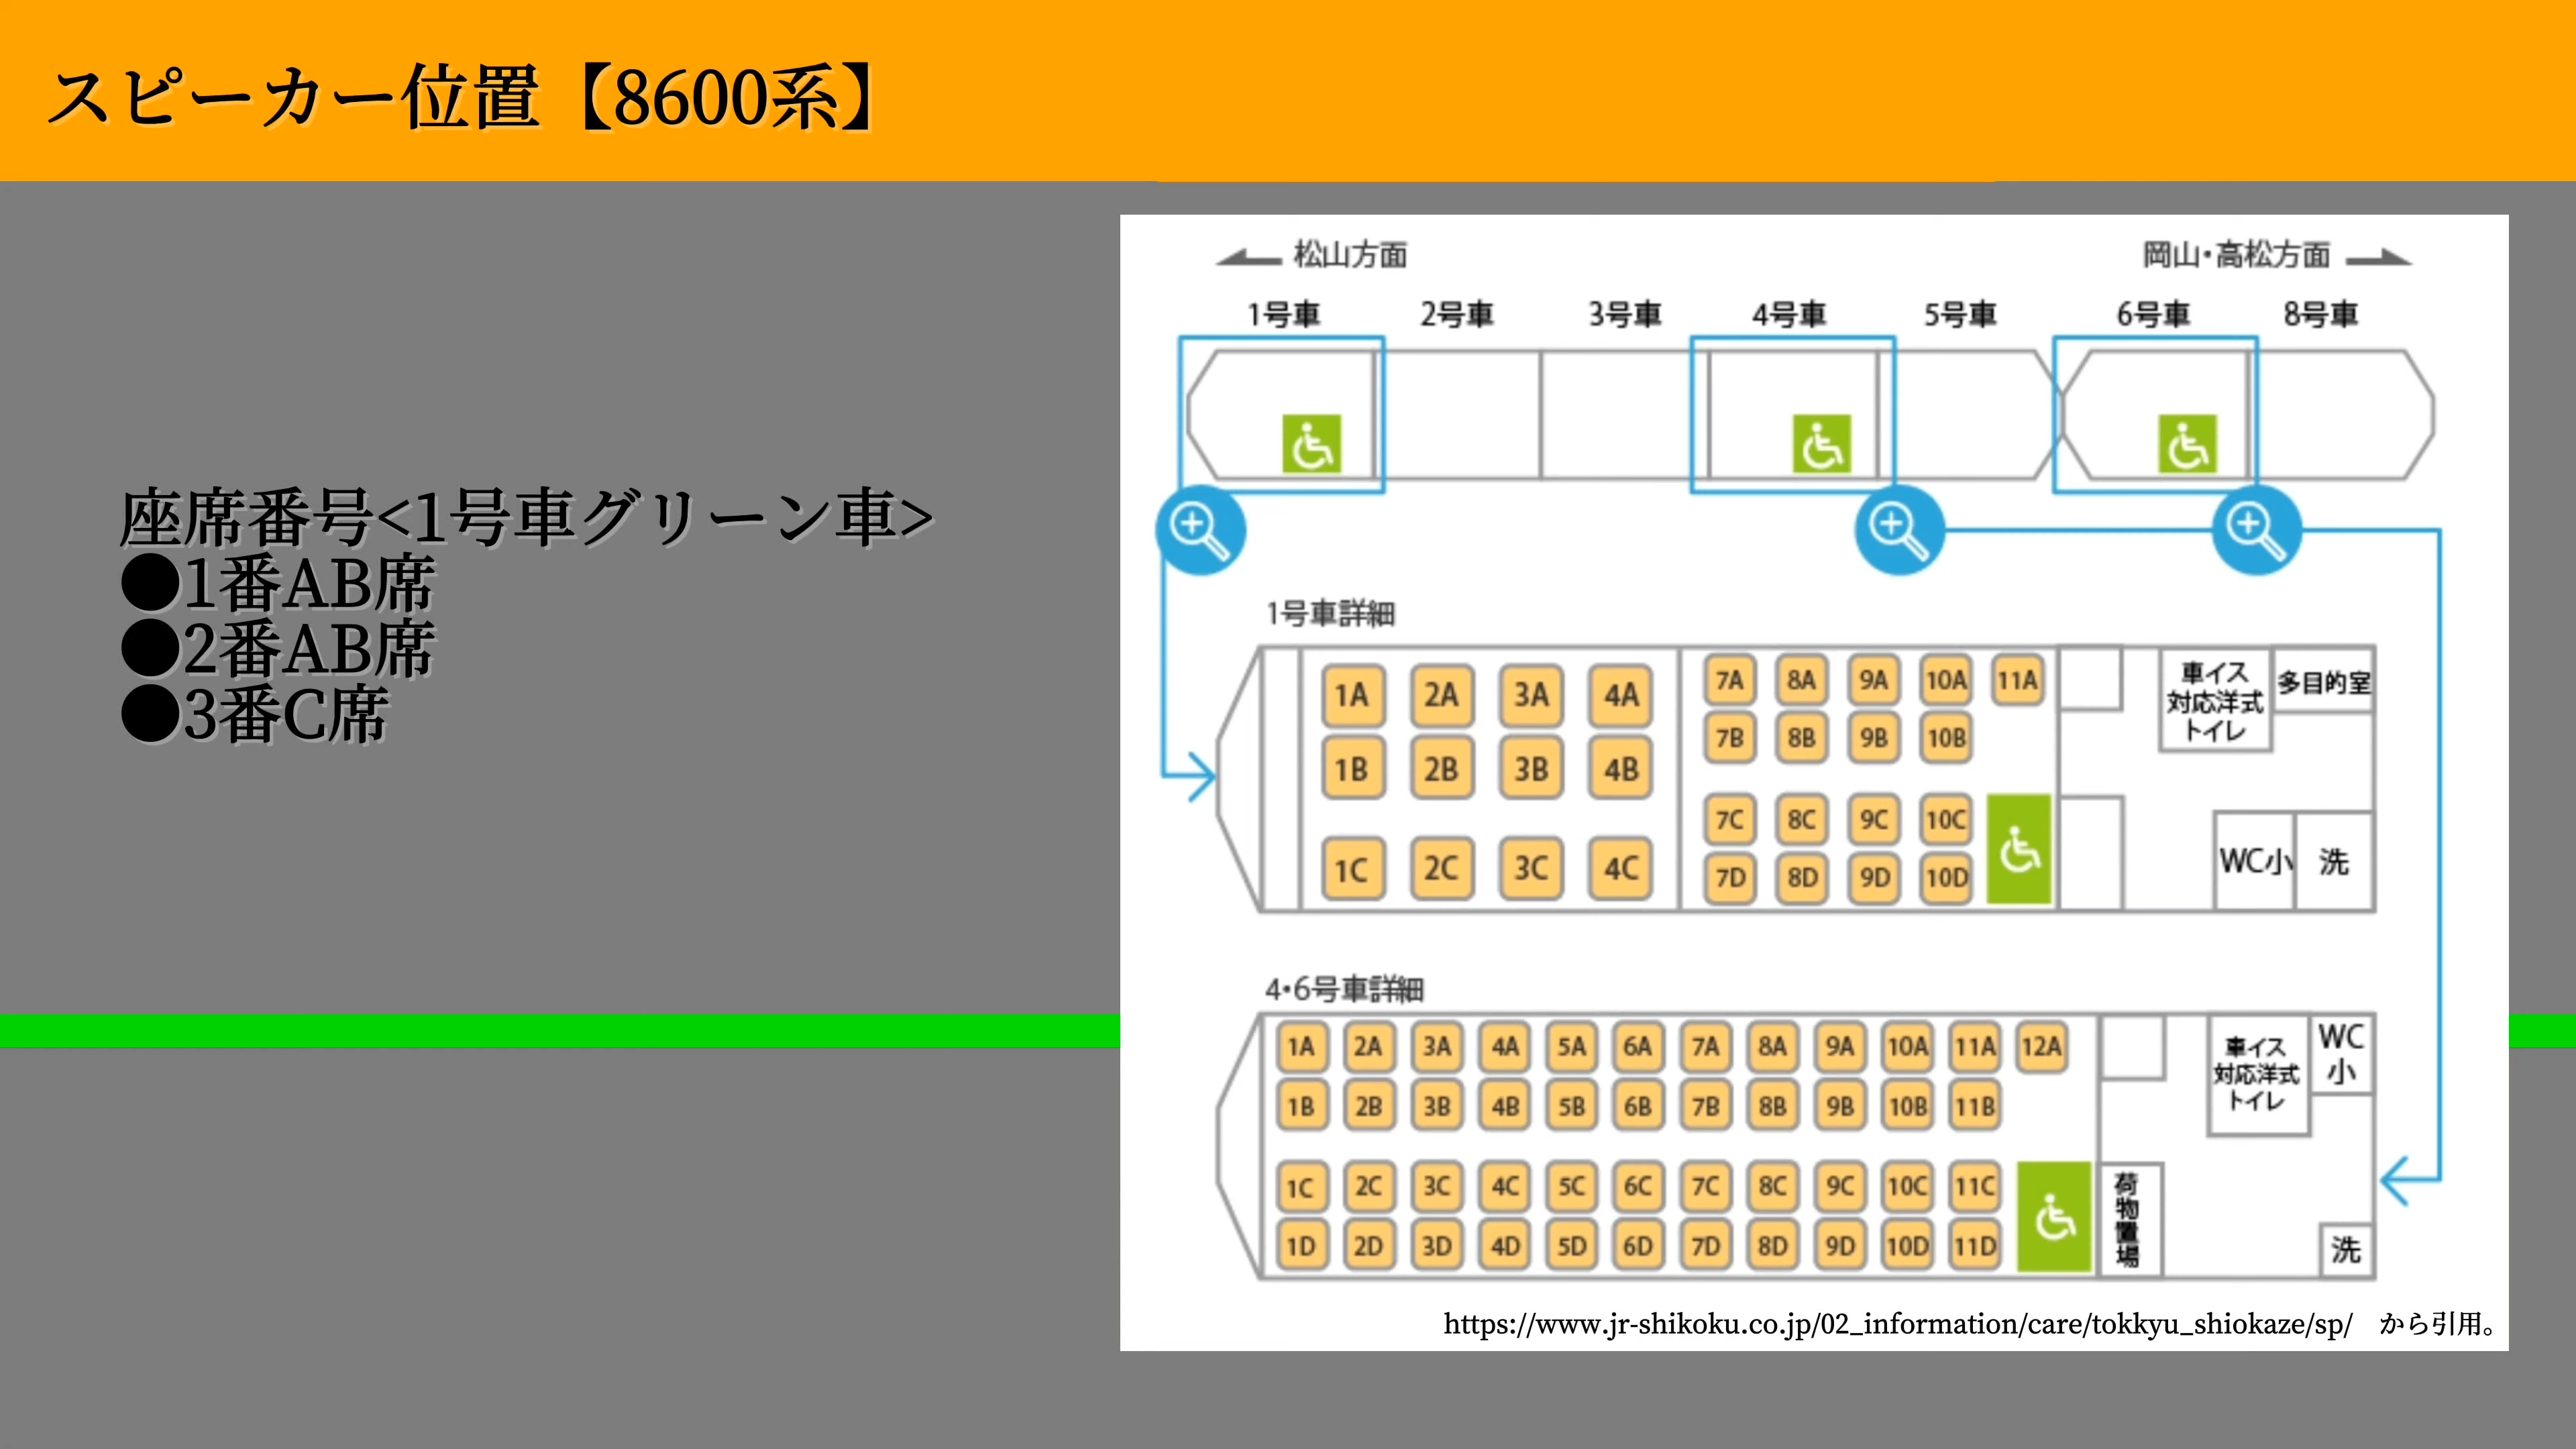 スピーカー位置【8600系】
座席番号<1号車グリーン車>
●1番AB席
●2番AB席
●3番C席
松山方面
岡山・高松方面
1号車 2号車 3号車 4号車 5号車 6号車 8号車
1号車詳細
1A 2A 3A 4A 7A 8A 9A 10A 11A
1B 2B 3B 4B 7B 8B 9B 10B
1C 2C 3C 4C 7C 8C 9C 10C
7D 8D 9D 10D
車イス
対応洋式
トイレ
多目的室
WC小
洗
4・6号車詳細
1A 2A 3A 4A 5A 6A 7A 8A 9A 10A 11A 12A
1B 2B 3B 4B 5B 6B 7B 8B 9B 10B 11B
1C 2C 3C 4C 5C 6C 7C 8C 9C 10C 11C
1D 2D 3D 4D 5D 6D 7D 8D 9D 10D 11D
荷物置場
車イス
対応洋式
トイレ
WC
小
洗
https://www.jr-shikoku.co.jp/02_information/care/tokkyu_shiokaze/sp/ から引用。